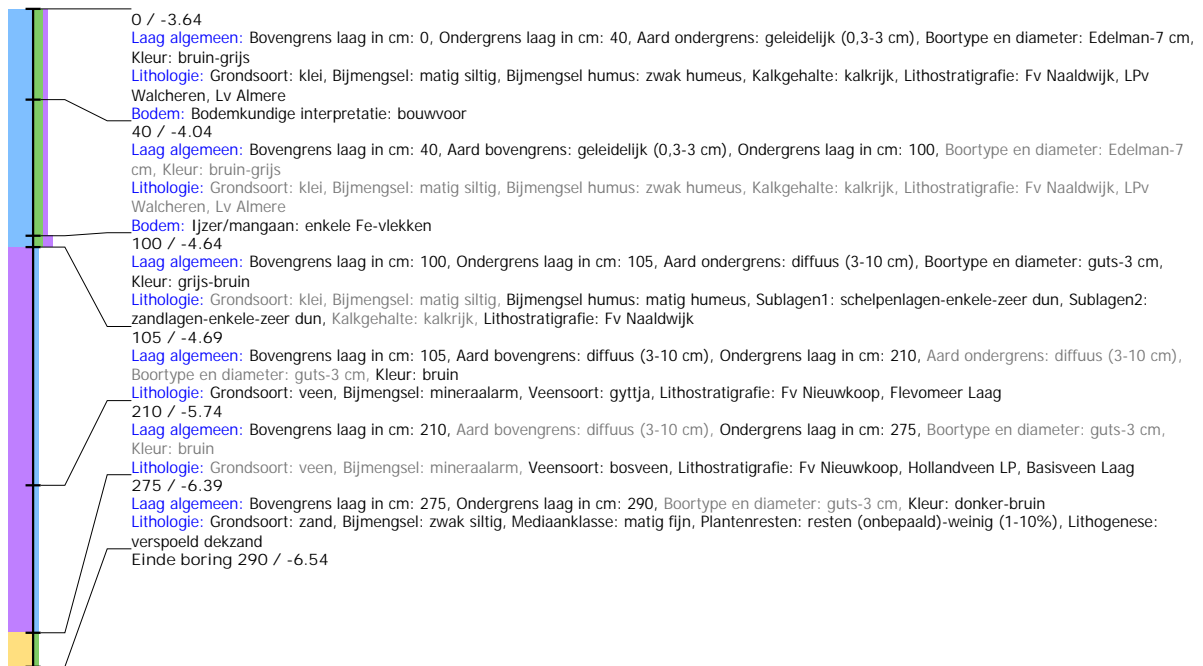 0 / -3.64
Laag algemeen: Bovengrens laag in cm: 0, Ondergrens laag in cm: 40, Aard ondergrens: geleidelijk (0,3-3 cm), Boortype en diameter: Edelman-7 cm,
Kleur: bruin-grijs
Lithologie: Grondsoort: klei, Bijmengsel: matig siltig, Bijmengsel humus: zwak humeus, Kalkgehalte: kalkrijk, Lithostratigrafie: Fv Naaldwijk, LPv
Walcheren, Lv Almere
Bodem: Bodemkundige interpretatie: bouwvoor
40 / -4.04
Laag algemeen: Bovengrens laag in cm: 40, Aard bovengrens: geleidelijk (0,3-3 cm), Ondergrens laag in cm: 100, Boortype en diameter: Edelman-7
cm, Kleur: bruin-grijs
Lithologie: Grondsoort: klei, Bijmengsel: matig siltig, Bijmengsel humus: zwak humeus, Kalkgehalte: kalkrijk, Lithostratigrafie: Fv Naaldwijk, LPv
Walcheren, Lv Almere
Bodem: Ijzer/mangaan: enkele Fe-vlekken
100 / -4.64
Laag algemeen: Bovengrens laag in cm: 100, Ondergrens laag in cm: 105, Aard ondergrens: diffuus (3-10 cm), Boortype en diameter: guts-3 cm,
Kleur: grijs-bruin
Lithologie: Grondsoort: klei, Bijmengsel: matig siltig, Bijmengsel humus: matig humeus, Sublagen1: schelpenlagen-enkele-zeer dun, Sublagen2:
zandlagen-enkele-zeer dun, Kalkgehalte: kalkrijk, Lithostratigrafie: Fv Naaldwijk
105 / -4.69
Laag algemeen: Bovengrens laag in cm: 105, Aard bovengrens: diffuus (3-10 cm), Ondergrens laag in cm: 210, Aard ondergrens: diffuus (3-10 cm),
Boortype en diameter: guts-3 cm, Kleur: bruin
Lithologie: Grondsoort: veen, Bijmengsel: mineraalarm, Veensoort: gyttja, Lithostratigrafie: Fv Nieuwkoop, Flevomeer Laag
210 / -5.74
Laag algemeen: Bovengrens laag in cm: 210, Aard bovengrens: diffuus (3-10 cm), Ondergrens laag in cm: 275, Boortype en diameter: guts-3 cm,
Kleur: bruin
Lithologie: Grondsoort: veen, Bijmengsel: mineraalarm, Veensoort: bosveen, Lithostratigrafie: Fv Nieuwkoop, Hollandveen LP, Basisveen Laag
275 / -6.39
Laag algemeen: Bovengrens laag in cm: 275, Ondergrens laag in cm: 290, Boortype en diameter: guts-3 cm, Kleur: donker-bruin
Lithologie: Grondsoort: zand, Bijmengsel: zwak siltig, Mediaanklasse: matig fijn, Plantenresten: resten (onbepaald)-weinig (1-10%), Lithogenese:
verspoeld dekzand
Einde boring 290 / -6.54